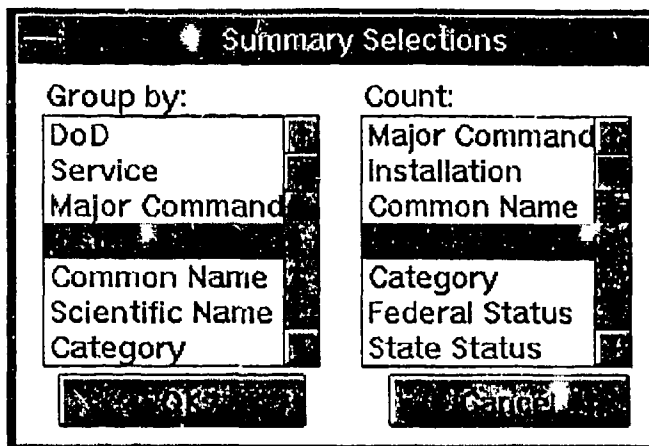 Summary Selections
Group by:
DoD
Service
Major Command
Common Name
Scientific Name
Category
Count:
Major Command
Installation
Common Name
Category
Federal Status
State Status
OK
Cancel